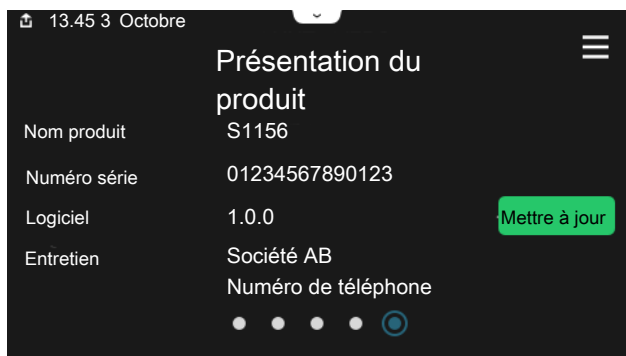 13.45 3 Octobre
Présentation du
produit
Nom produit S1156
Numéro série 01234567890123
Logiciel 1.0.0 Mettre à jour
Entretien Société AB
Numéro de téléphone